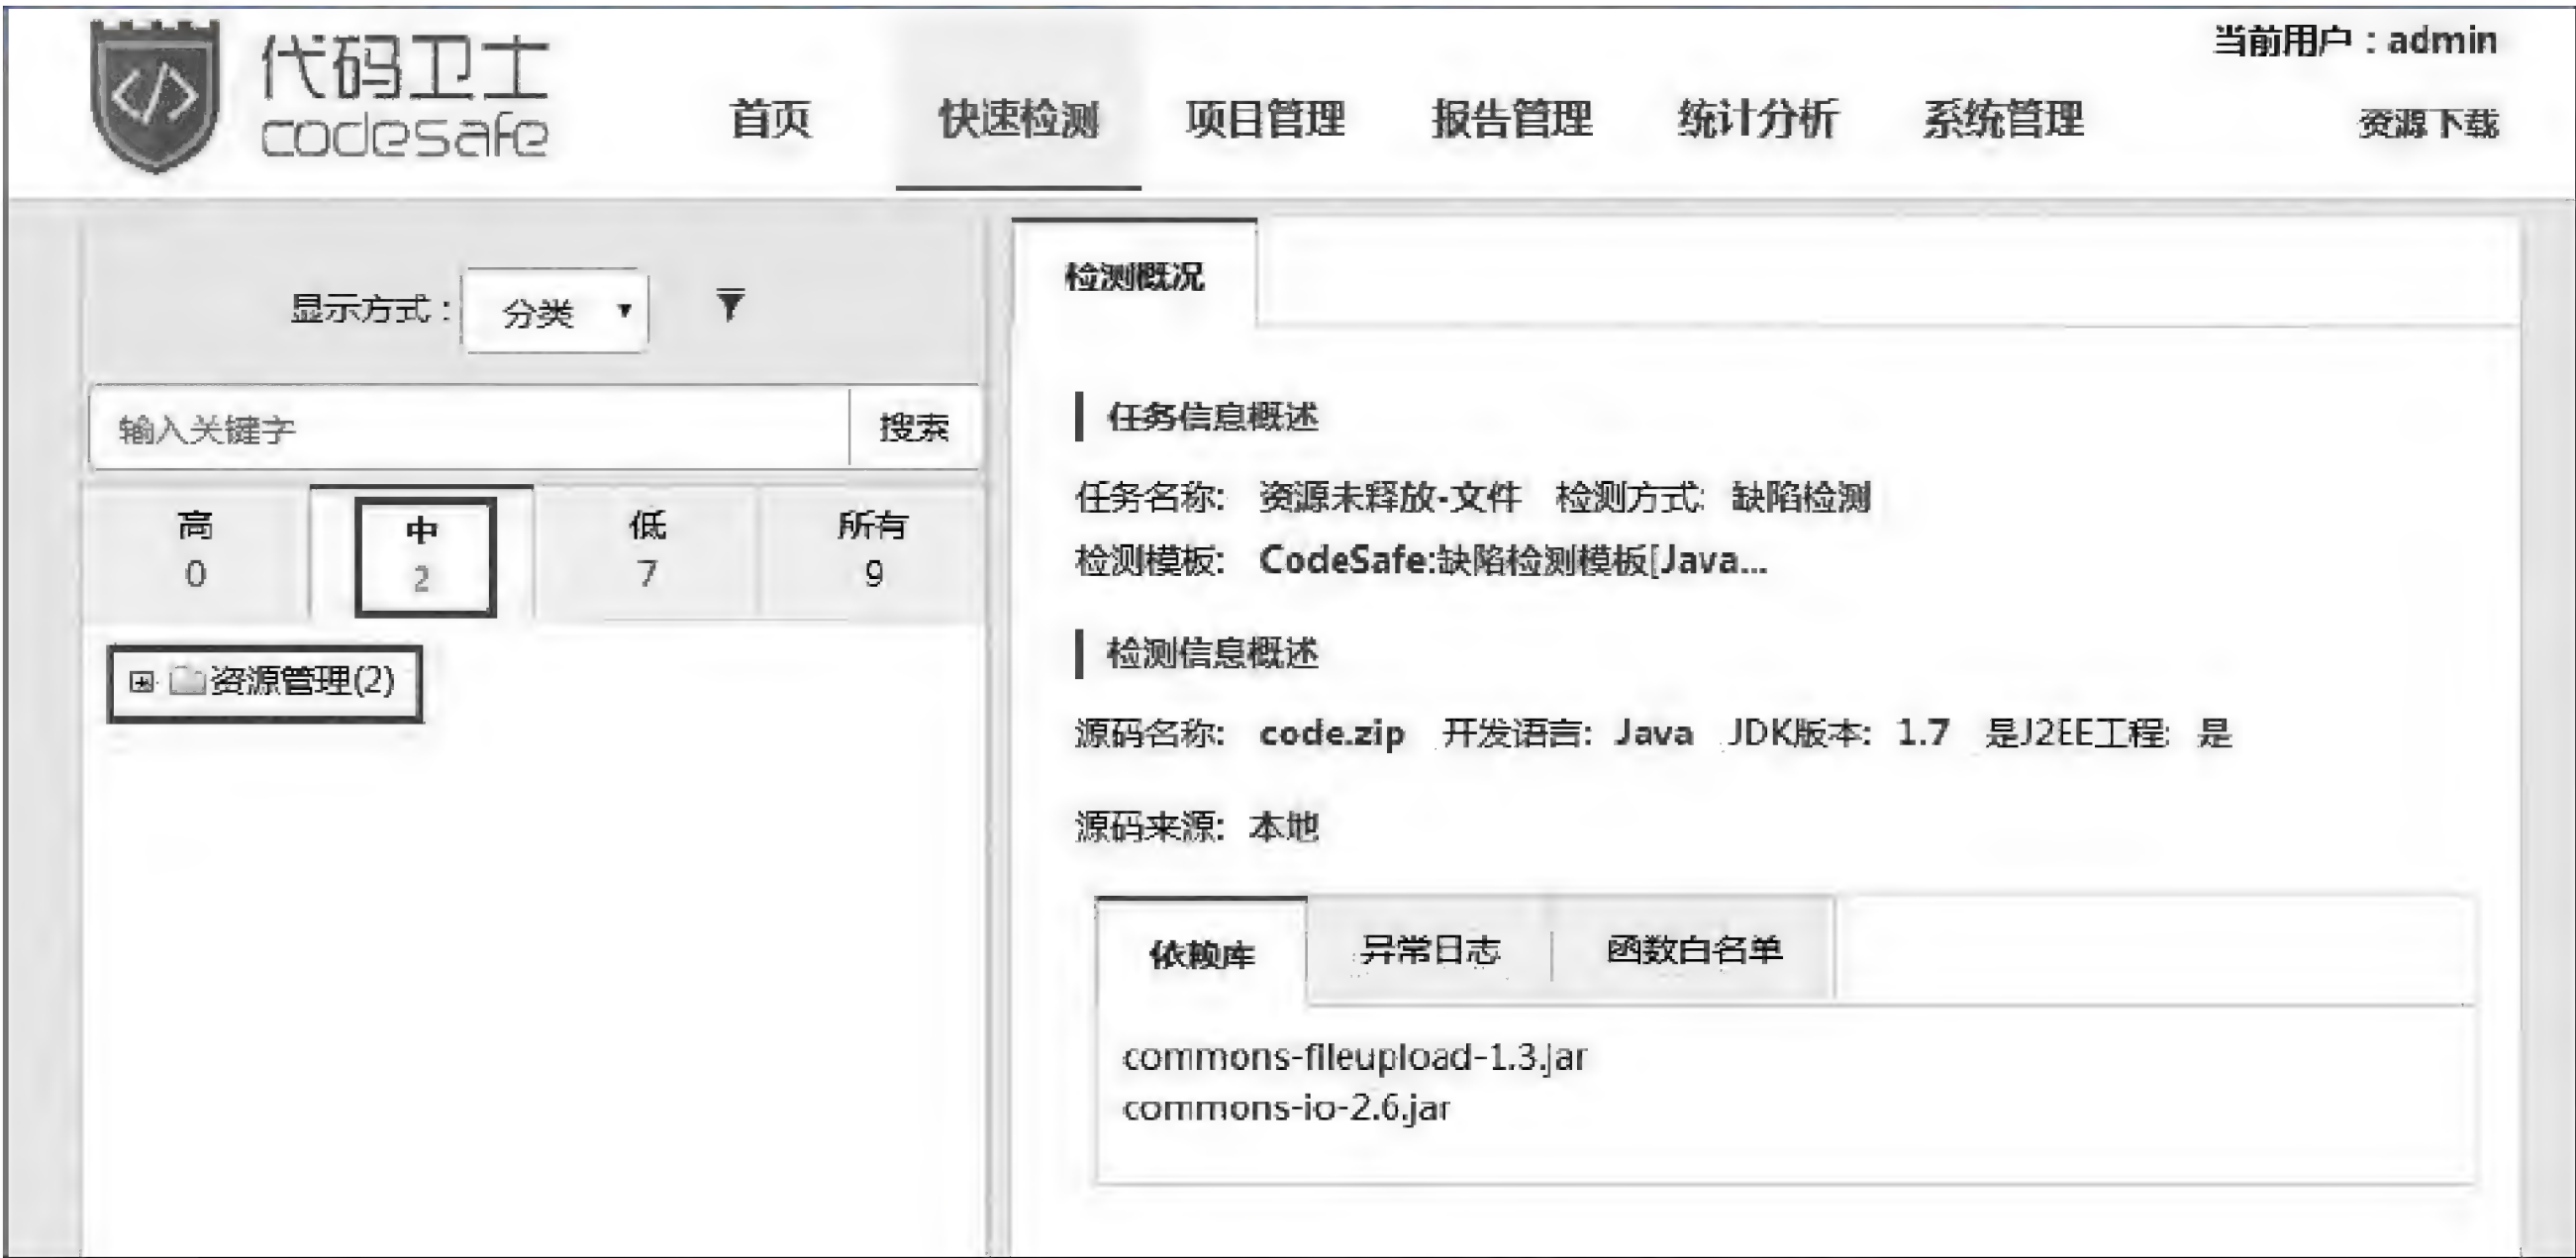 代码卫士
codesafe
当前用户：admin
首页 快速检测 项目管理 报告管理 统计分析 系统管理 资源下载
显示方式： 分类
输入关键字 搜索
高 中 低 所有
0 2 7 9
资源管理(2)
检测概况
任务信息概述
任务名称: 资源未释放-文件 检测方式: 缺陷检测
检测模板: CodeSafe:缺陷检测模板[Java...
检测信息概述
源码名称: code.zip 开发语言: Java JDK版本: 1.7 是J2EE工程: 是
源码来源: 本地
依赖库 异常日志 函数白名单
commons-fileupload-1.3.jar
commons-io-2.6.jar